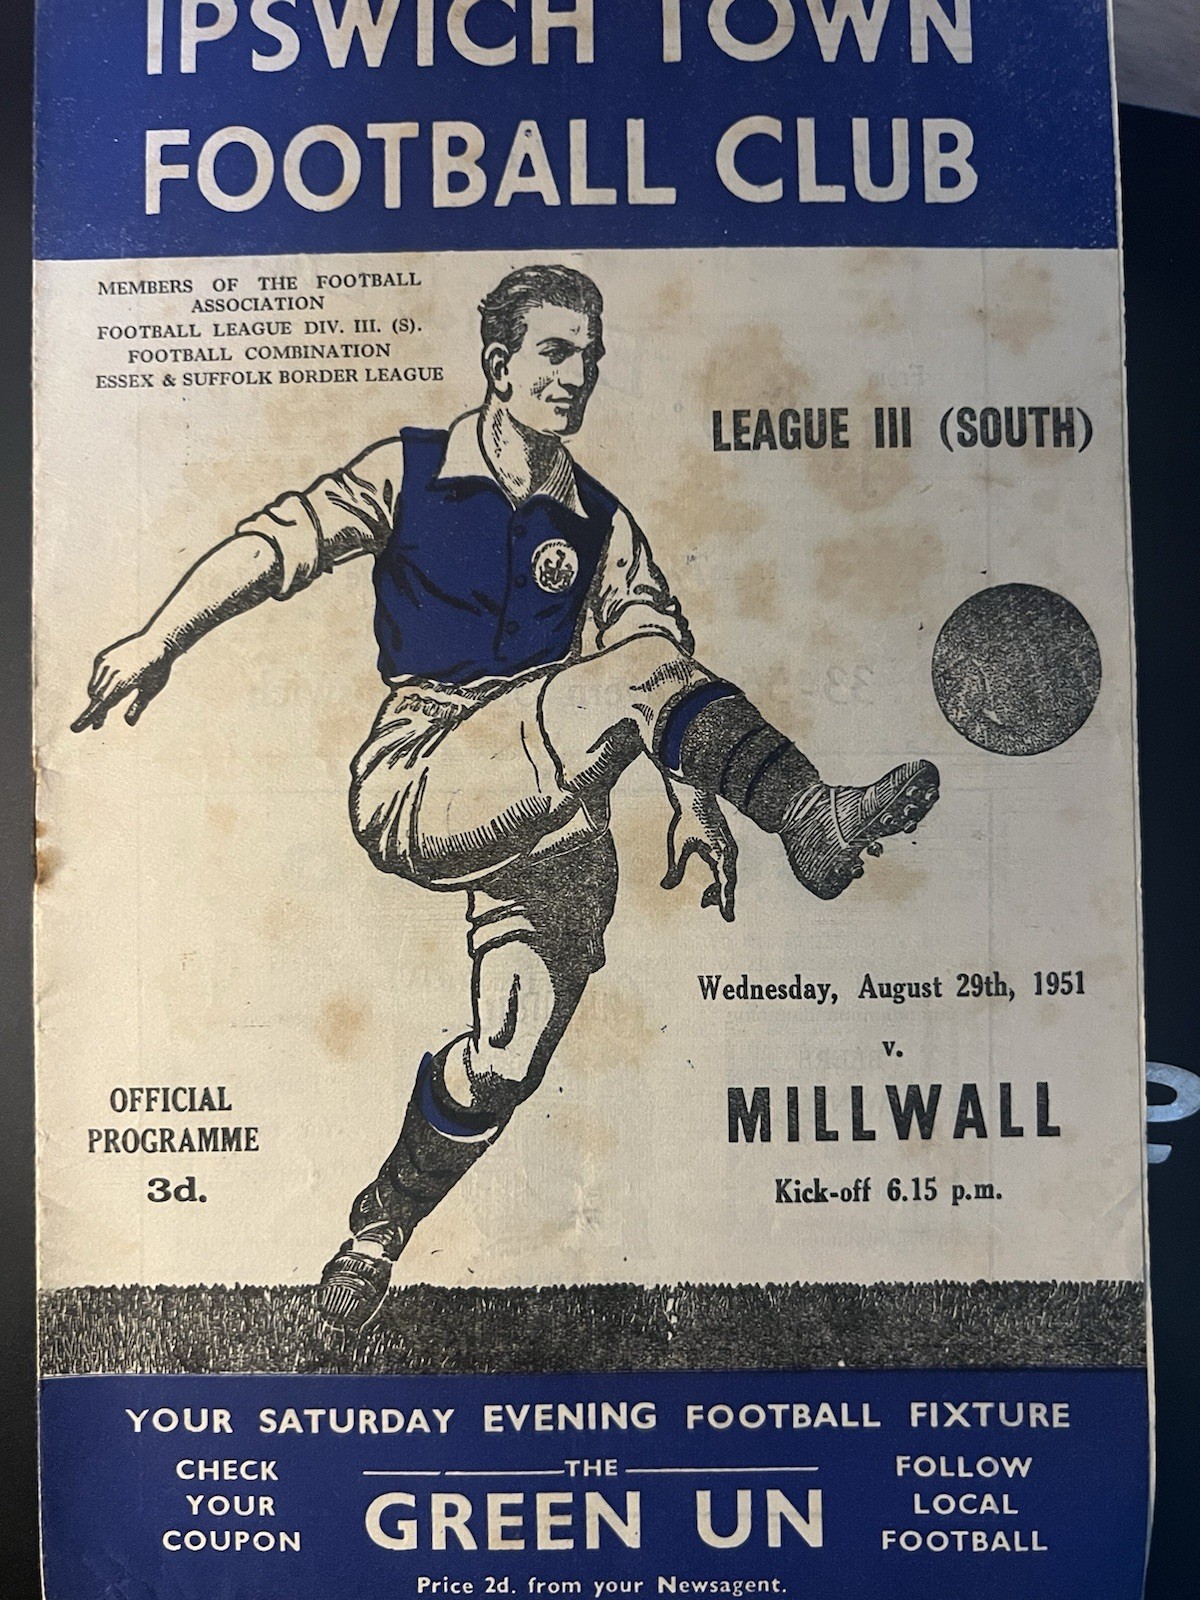 IPSWICH TOWN
FOOTBALL CLUB
MEMBERS OF THE FOOTBALL
ASSOCIATION
FOOTBALL LEAGUE DIV. III. (S).
FOOTBALL COMBINATION
ESSEX & SUFFOLK BORDER LEAGUE
LEAGUE III (SOUTH)
Wednesday, August 29th, 1951
v.
MILLWALL
Kick-off 6.15 p.m.
OFFICIAL
PROGRAMME
3d.
YOUR SATURDAY EVENING FOOTBALL FIXTURE
CHECK
YOUR
COUPON
THE
GREEN UN
FOLLOW
LOCAL
FOOTBALL
Price 2d. from your Newsagent.